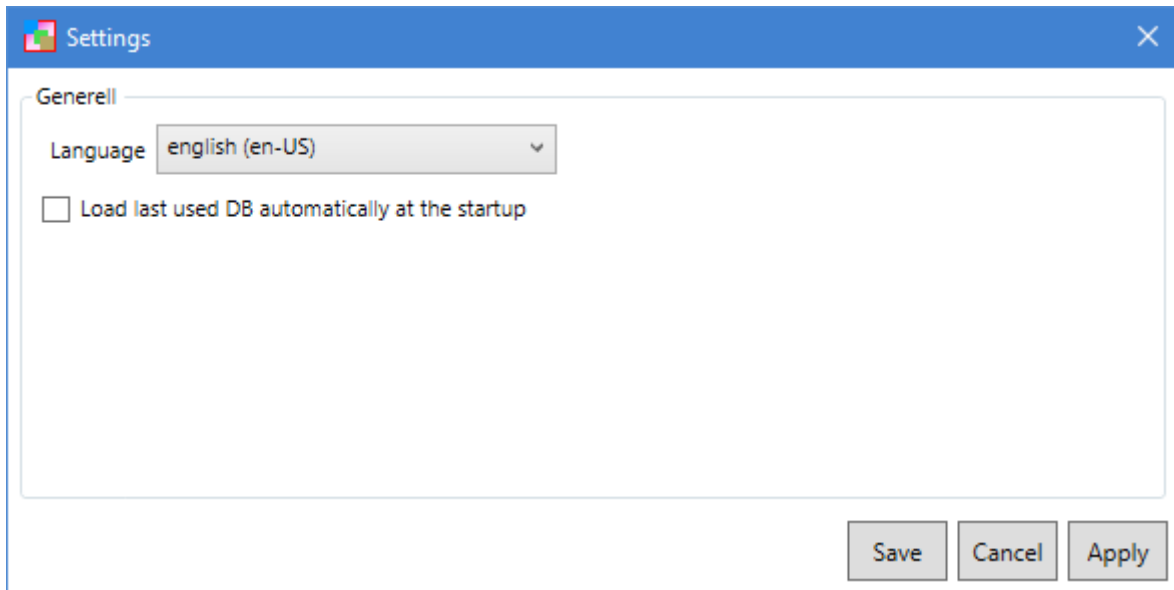 Settings
Generell
Language english (en-US)
Load last used DB automatically at the startup
Save Cancel Apply